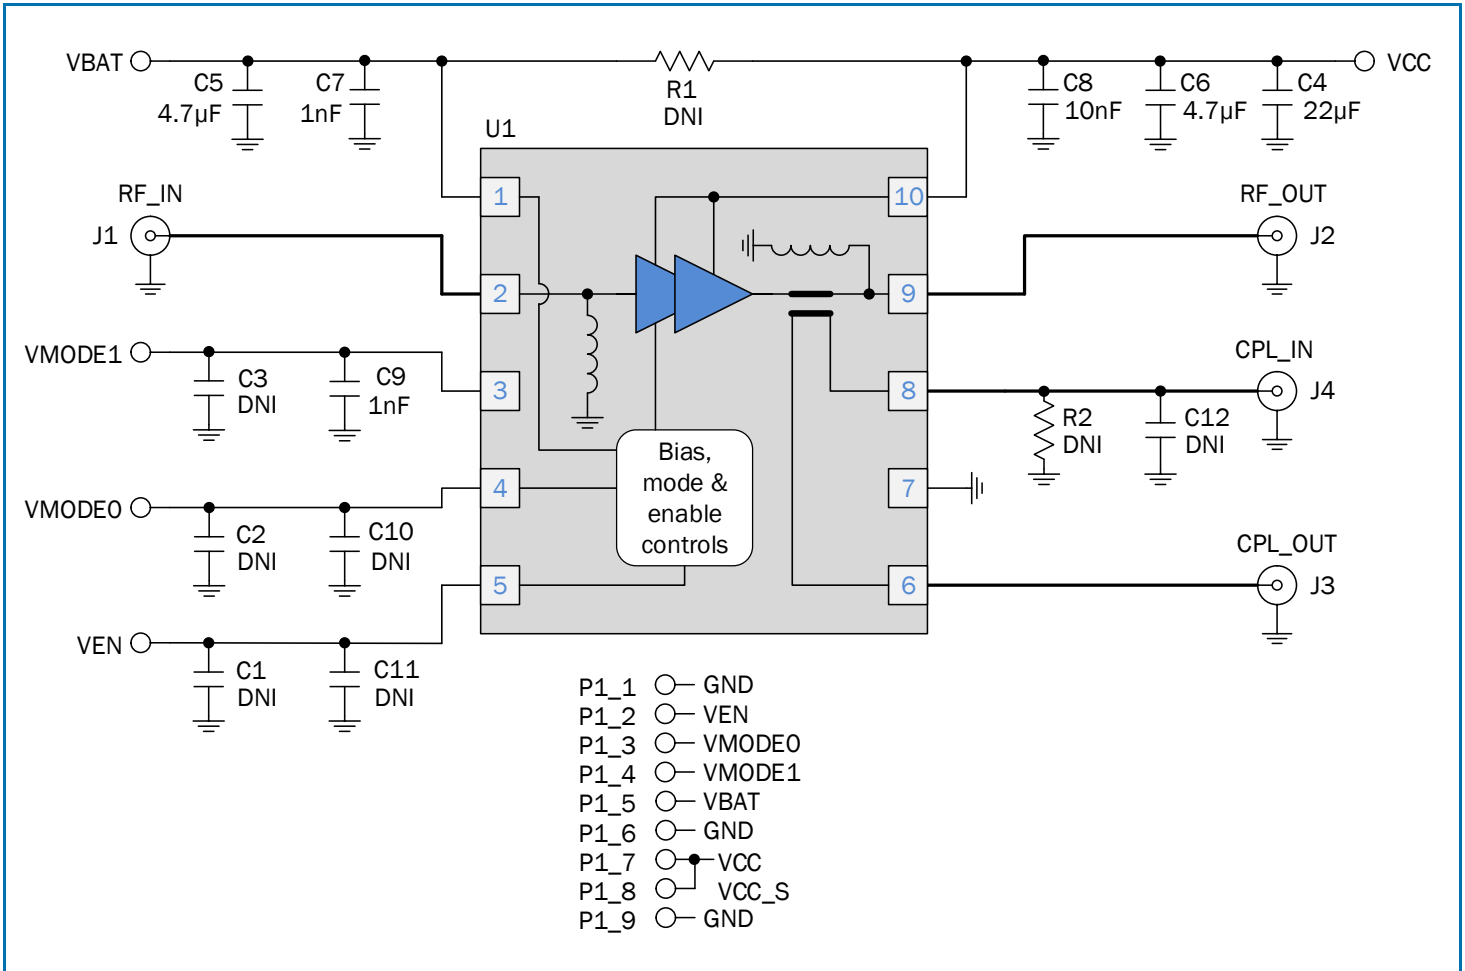 VBAT
C5
4.7µF
C7
1nF
R1
DNI
C8
10nF
C6
4.7µF
C4
22µF
VCC
U1
RF_IN
J1
RF_OUT
J2
1
2
3
4
5
10
9
8
7
6
VMODE1
C3
DNI
C9
1nF
CPL_IN
J4
R2
DNI
C12
DNI
Bias,
mode &
enable
controls
VMODE0
C2
DNI
C10
DNI
CPL_OUT
J3
VEN
C1
DNI
C11
DNI
P1_1 GND
P1_2 VEN
P1_3 VMODE0
P1_4 VMODE1
P1_5 VBAT
P1_6 GND
P1_7 VCC
P1_8 VCC_S
P1_9 GND